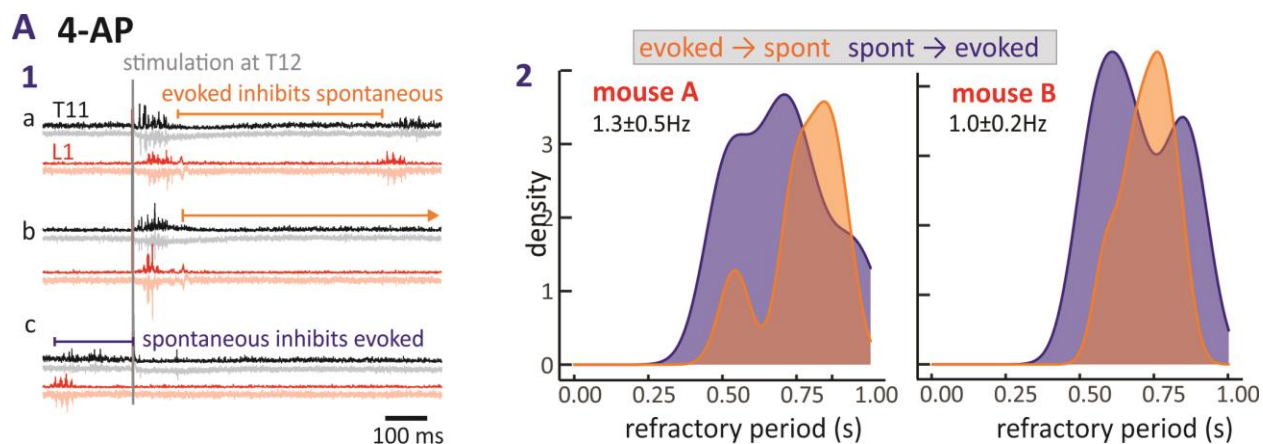 A 4-AP
1
stimulation at T12
evoked inhibits spontaneous
a
T11
L1
b
c
spontaneous inhibits evoked
100 ms
2
evoked → spont spont → evoked
mouse A
1.3±0.5Hz
mouse B
1.0±0.2Hz
density
3
2
1
0
0.00 0.25 0.50 0.75 1.00
0.00 0.25 0.50 0.75 1.00
refractory period (s)
refractory period (s)